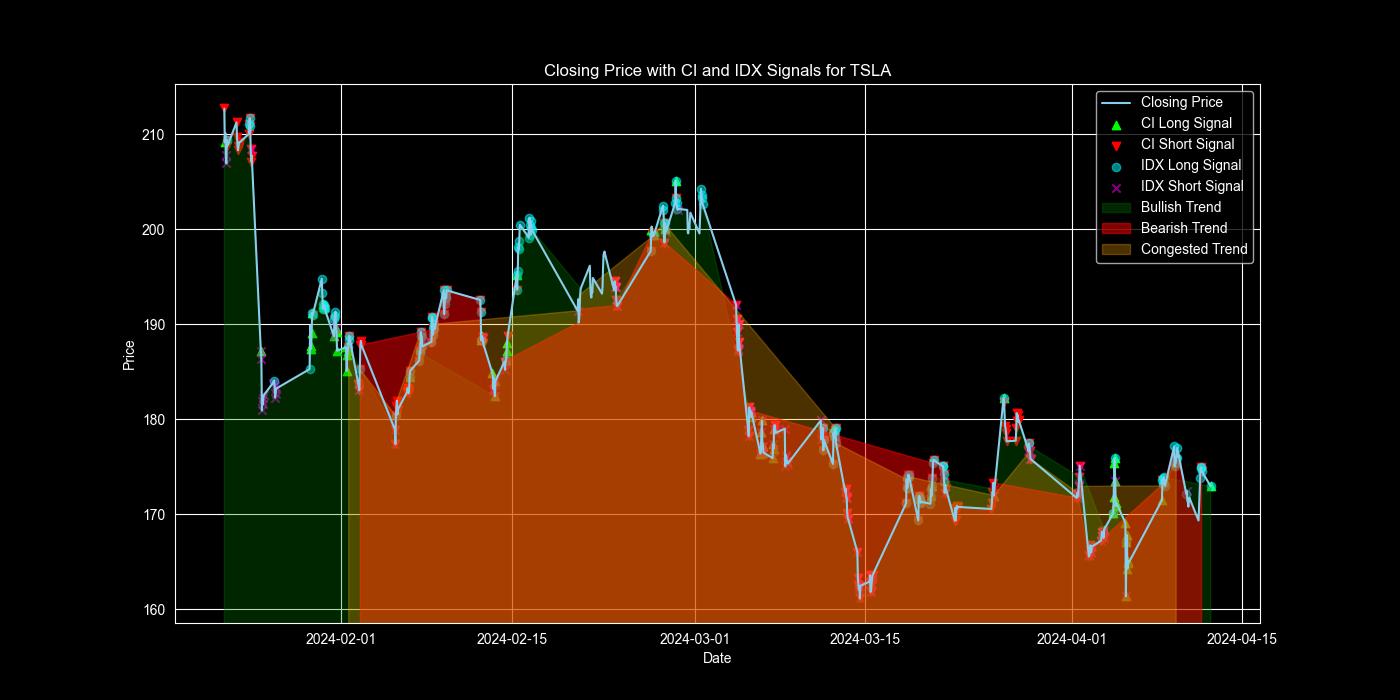 Closing Price with CI and IDX Signals for TSLA
Closing Price
CI Long Signal
CI Short Signal
IDX Long Signal
IDX Short Signal
Bullish Trend
Bearish Trend
Congested Trend
Price
210
200
190
180
170
160
2024-02-01
2024-02-15
2024-03-01
2024-03-15
2024-04-01
2024-04-15
Date